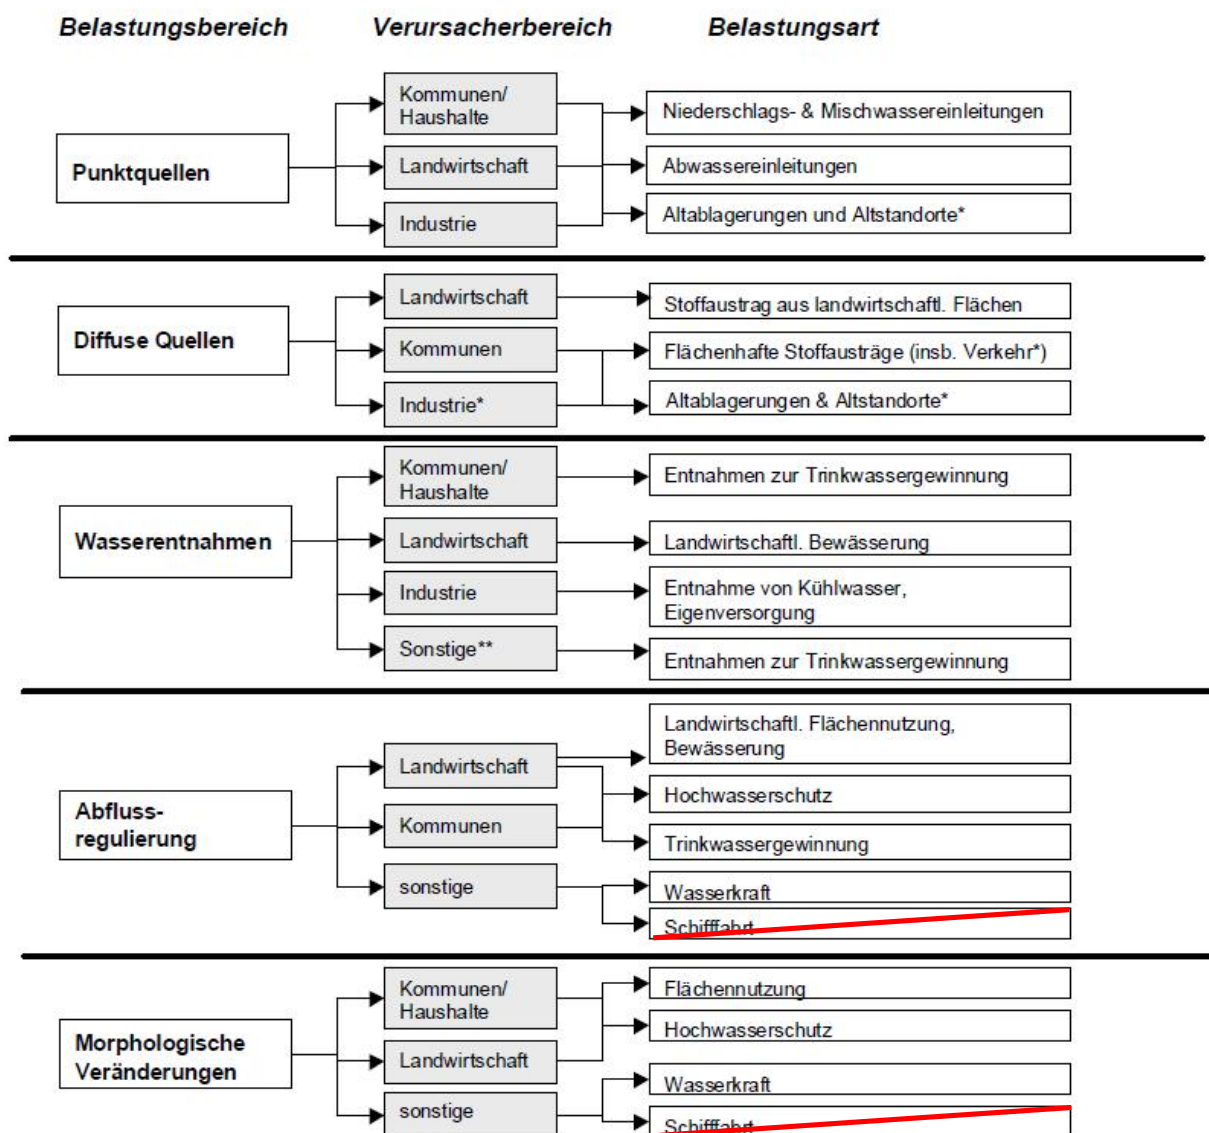 Belastungsbereich Verursacherbereich Belastungsart
Punktquellen
Kommunen/
Haushalte
Landwirtschaft
Industrie
Niederschlags- & Mischwassereinleitungen
Abwassereinleitungen
Altablagerungen und Altstandorte*
Diffuse Quellen
Landwirtschaft
Kommunen
Industrie*
Stoffaustrag aus landwirtschaftl. Flächen
Flächenhafte Stoffausträge (insb. Verkehr*)
Altablagerungen & Altstandorte*
Wasserentnahmen
Kommunen/
Haushalte
Landwirtschaft
Industrie
Sonstige**
Entnahmen zur Trinkwassergewinnung
Landwirtschaftl. Bewässerung
Entnahme von Kühlwasser,
Eigenversorgung
Entnahmen zur Trinkwassergewinnung
Abfluss-
regulierung
Landwirtschaft
Kommunen
sonstige
Landwirtschaftl. Flächennutzung,
Bewässerung
Hochwasserschutz
Trinkwassergewinnung
Wasserkraft
Schifffahrt
Morphologische
Veränderungen
Kommunen/
Haushalte
Landwirtschaft
sonstige
Flächennutzung
Hochwasserschutz
Wasserkraft
Schifffahrt